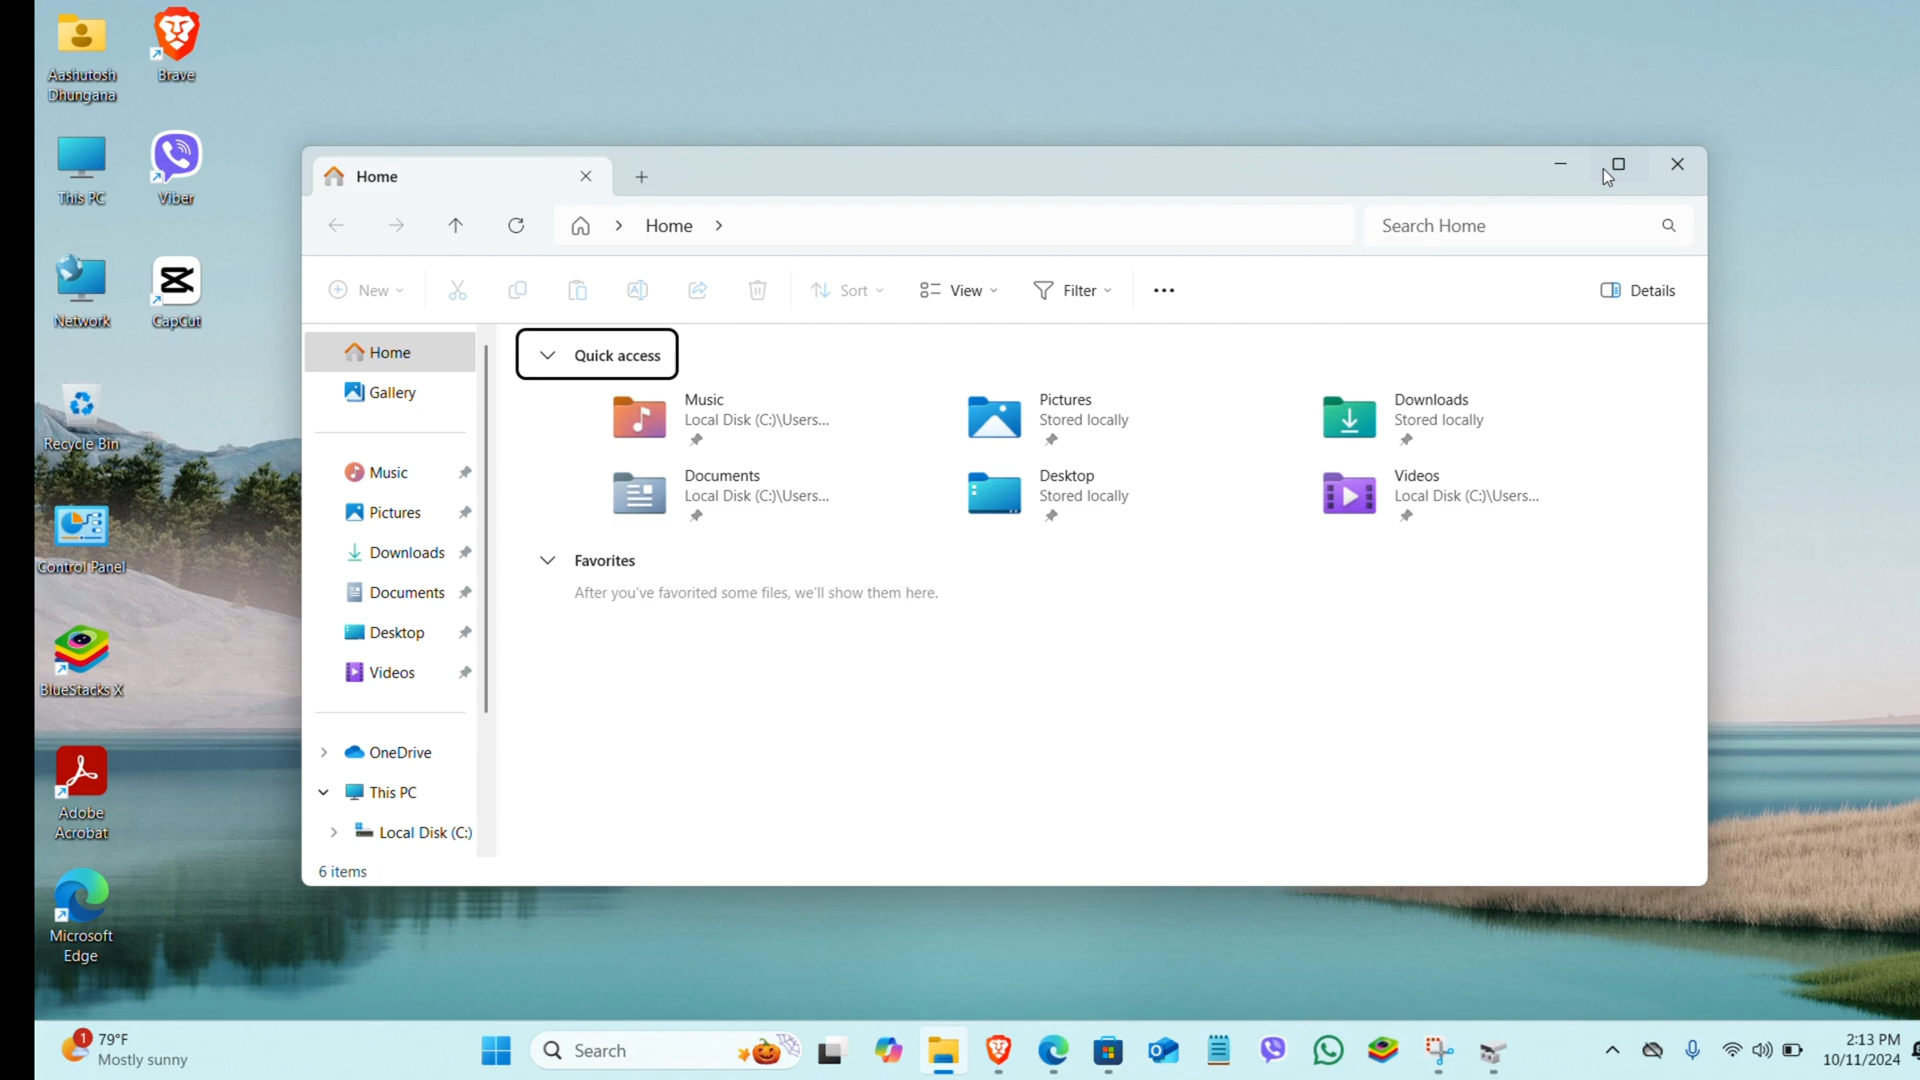 Aashutosh
Dhungana
Brave
This PC
Viber
Network
CapCut
Recycle Bin
Control Panel
BlueStacks X
Adobe
Acrobat
Microsoft
Edge
Home
Home
Search Home
New
Sort
View
Filter
Details
Home
Gallery
Music
Pictures
Downloads
Documents
Desktop
Videos
OneDrive
This PC
Local Disk (C:)
Quick access
Music
Local Disk (C:)\Users...
Pictures
Stored locally
Downloads
Stored locally
Documents
Local Disk (C:)\Users...
Desktop
Stored locally
Videos
Local Disk (C:)\Users...
Favorites
After you've favorited some files, we'll show them here.
6 items
1
79°F
Mostly sunny
Search
2:13 PM
10/11/2024